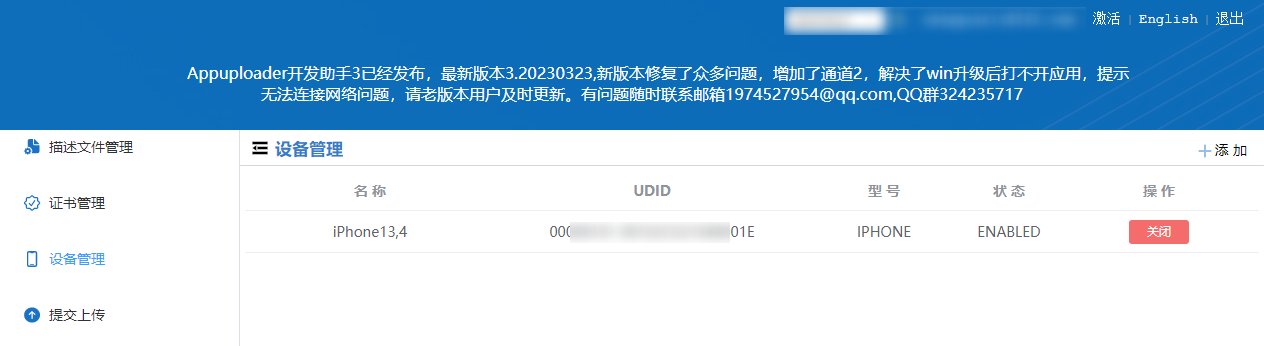 激活 | English | 退出
Appuploader开发助手3已经发布，最新版本3.20230323,新版本修复了众多问题，增加了通道2，解决了win升级后打不开应用，提示
无法连接网络问题，请老版本用户及时更新。有问题随时联系邮箱1974527954@qq.com,QQ群324235717
描述文件管理
设备管理
添 加
证书管理
名 称 UDID 型 号 状 态 操 作
iPhone13,4 000 01E IPHONE ENABLED 关闭
设备管理
提交上传